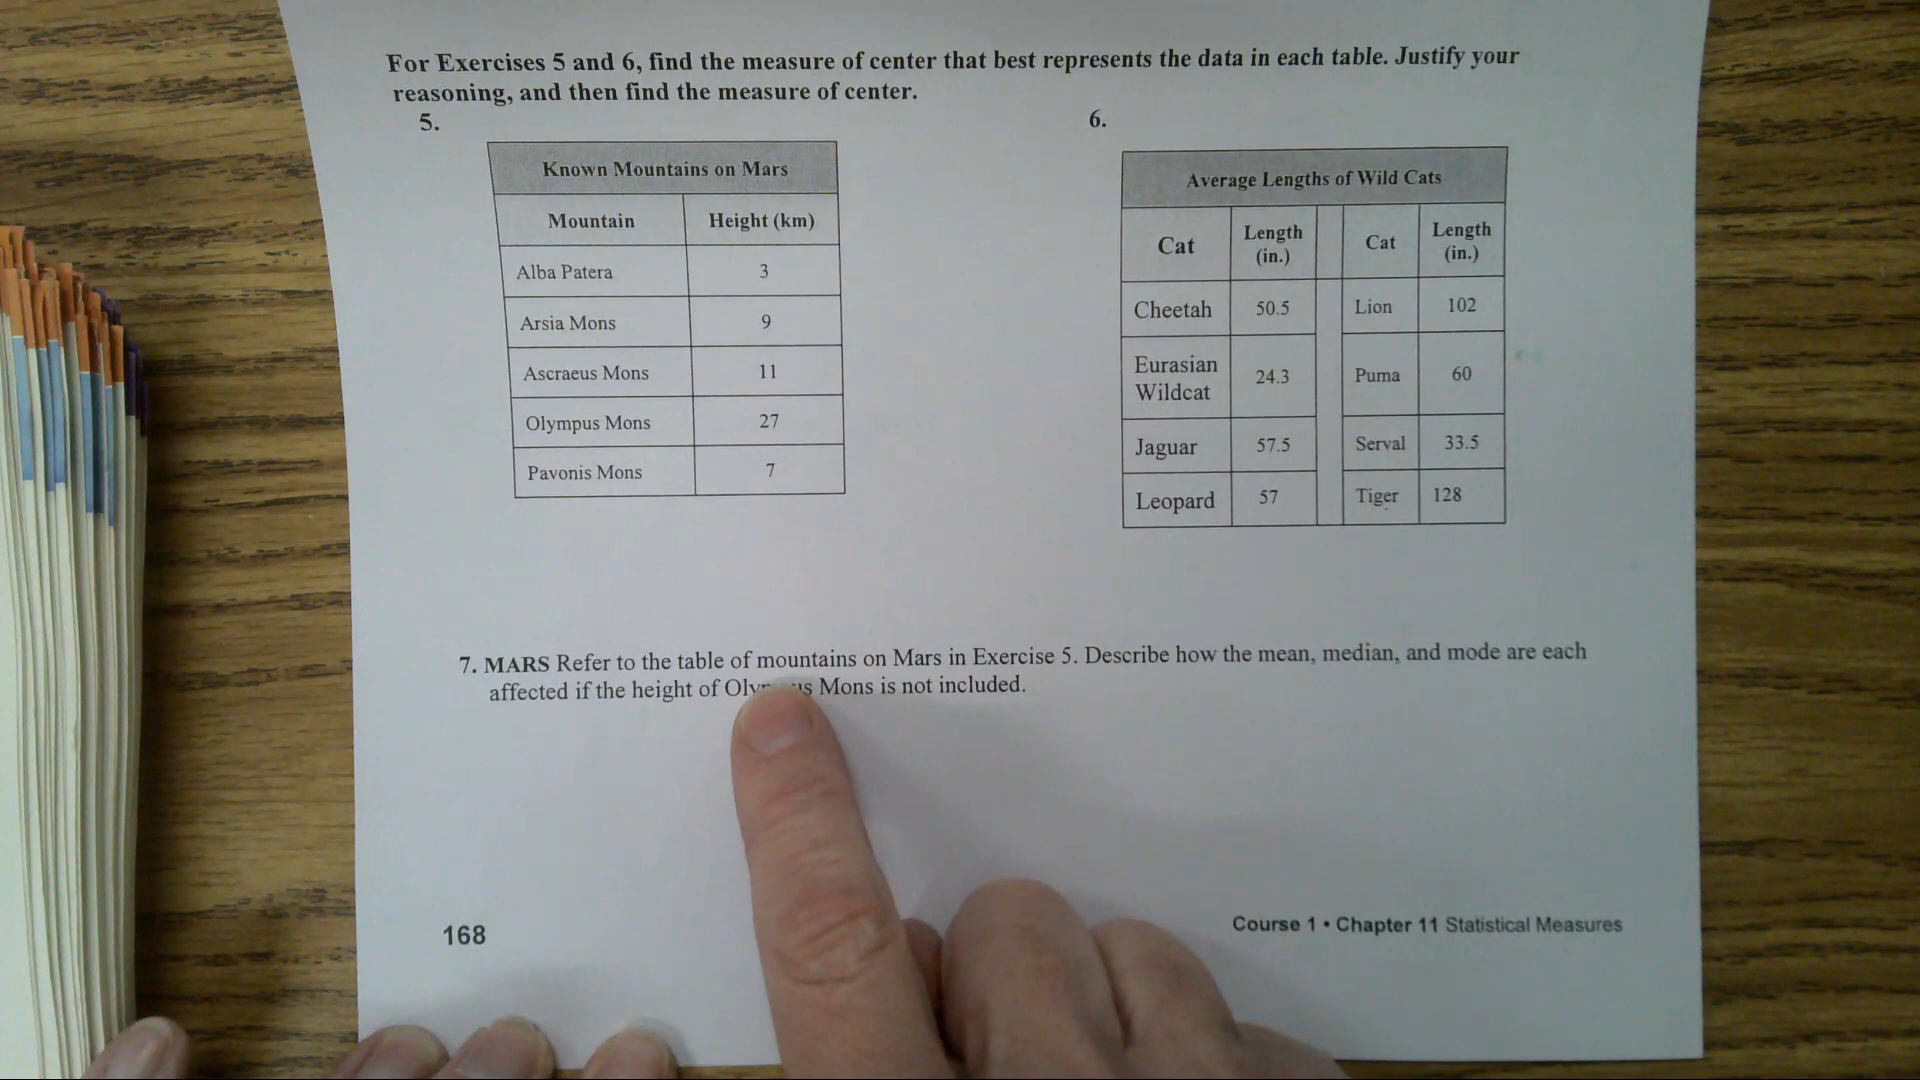 For Exercises 5 and 6, find the measure of center that best represents the data in each table. Justify your
reasoning, and then find the measure of center.
5.
Known Mountains on Mars
Mountain Height (km)
Alba Patera 3
Arsia Mons 9
Ascraeus Mons 11
Olympus Mons 27
Pavonis Mons 7
6.
Average Lengths of Wild Cats
Cat Length (in.) Cat Length (in.)
Cheetah 50.5 Lion 102
Eurasian Wildcat 24.3 Puma 60
Jaguar 57.5 Serval 33.5
Leopard 57 Tiger 128
7. MARS Refer to the table of mountains on Mars in Exercise 5. Describe how the mean, median, and mode are each
affected if the height of Mons is not included.
168
Course 1 • Chapter 11 Statistical Measures